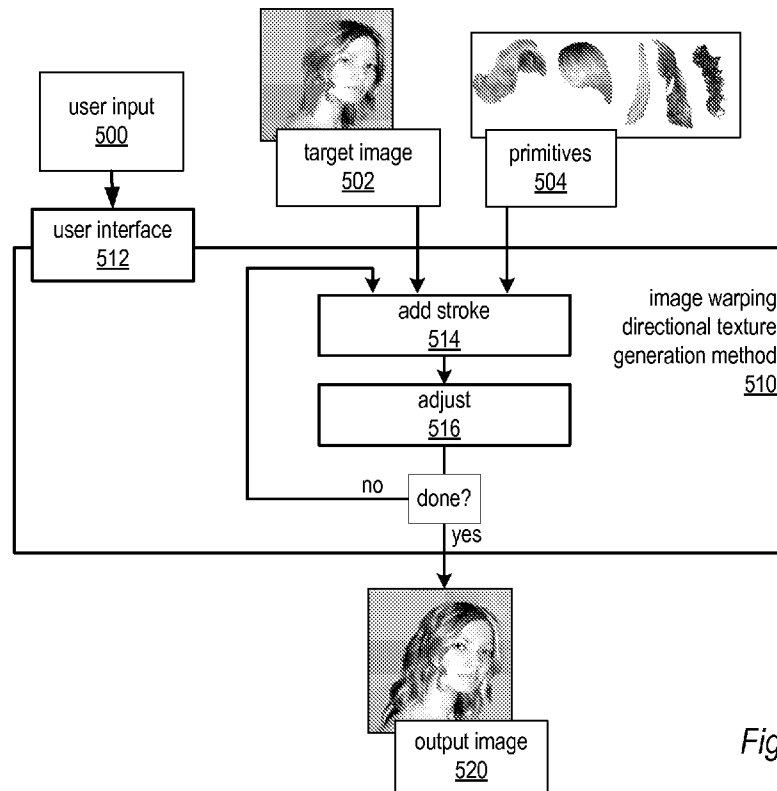 user input
500
target image
502
primitives
504
user interface
512
add stroke
514
image warping
directional texture
generation method
510
adjust
516
no
done?
yes
output image
520
Fig